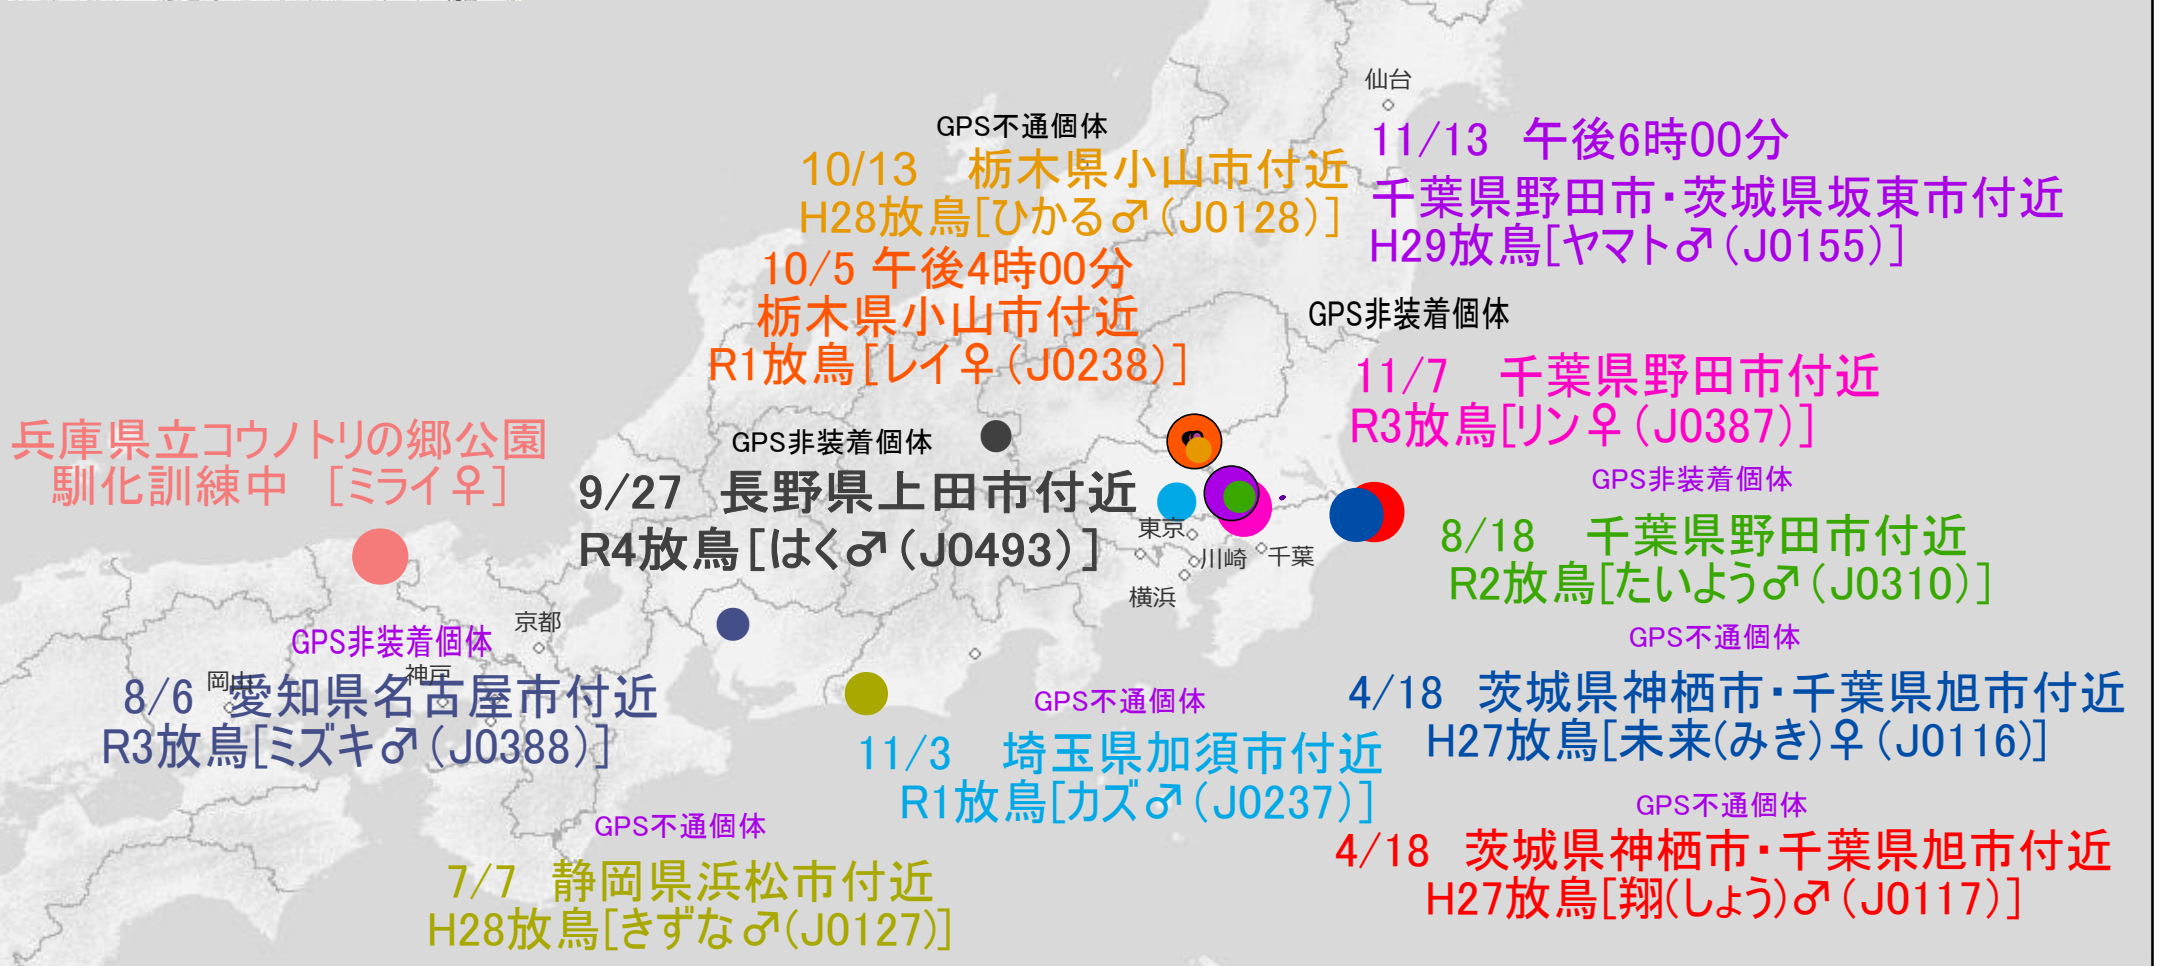 仙台
GPS不通個体
10/13 栃木県小山市付近
H28放鳥[ひかる♂(J0128)]
11/13 午後6時00分
千葉県野田市・茨城県坂東市付近
H29放鳥[ヤマト♂(J0155)]
10/5 午後4時00分
栃木県小山市付近
R1放鳥[レイ♀(J0238)]
GPS非装着個体
11/7 千葉県野田市付近
R3放鳥[リン♀(J0387)]
兵庫県立コウノトリの郷公園
馴化訓練中 [ミライ♀]
GPS非装着個体
9/27 長野県上田市付近
R4放鳥[はく♂(J0493)]
GPS非装着個体
8/18 千葉県野田市付近
R2放鳥[たいよう♂(J0310)]
東京
川崎
千葉
横浜
京都
神戸
岡山
GPS非装着個体
8/6 愛知県名古屋市付近
R3放鳥[ミズキ♂(J0388)]
GPS不通個体
4/18 茨城県神栖市・千葉県旭市付近
H27放鳥[未来(みき)♀(J0116)]
GPS不通個体
11/3 埼玉県加須市付近
R1放鳥[カズ♂(J0237)]
GPS不通個体
4/18 茨城県神栖市・千葉県旭市付近
H27放鳥[翔(しょう)♂(J0117)]
GPS不通個体
7/7 静岡県浜松市付近
H28放鳥[きずな♂(J0127)]